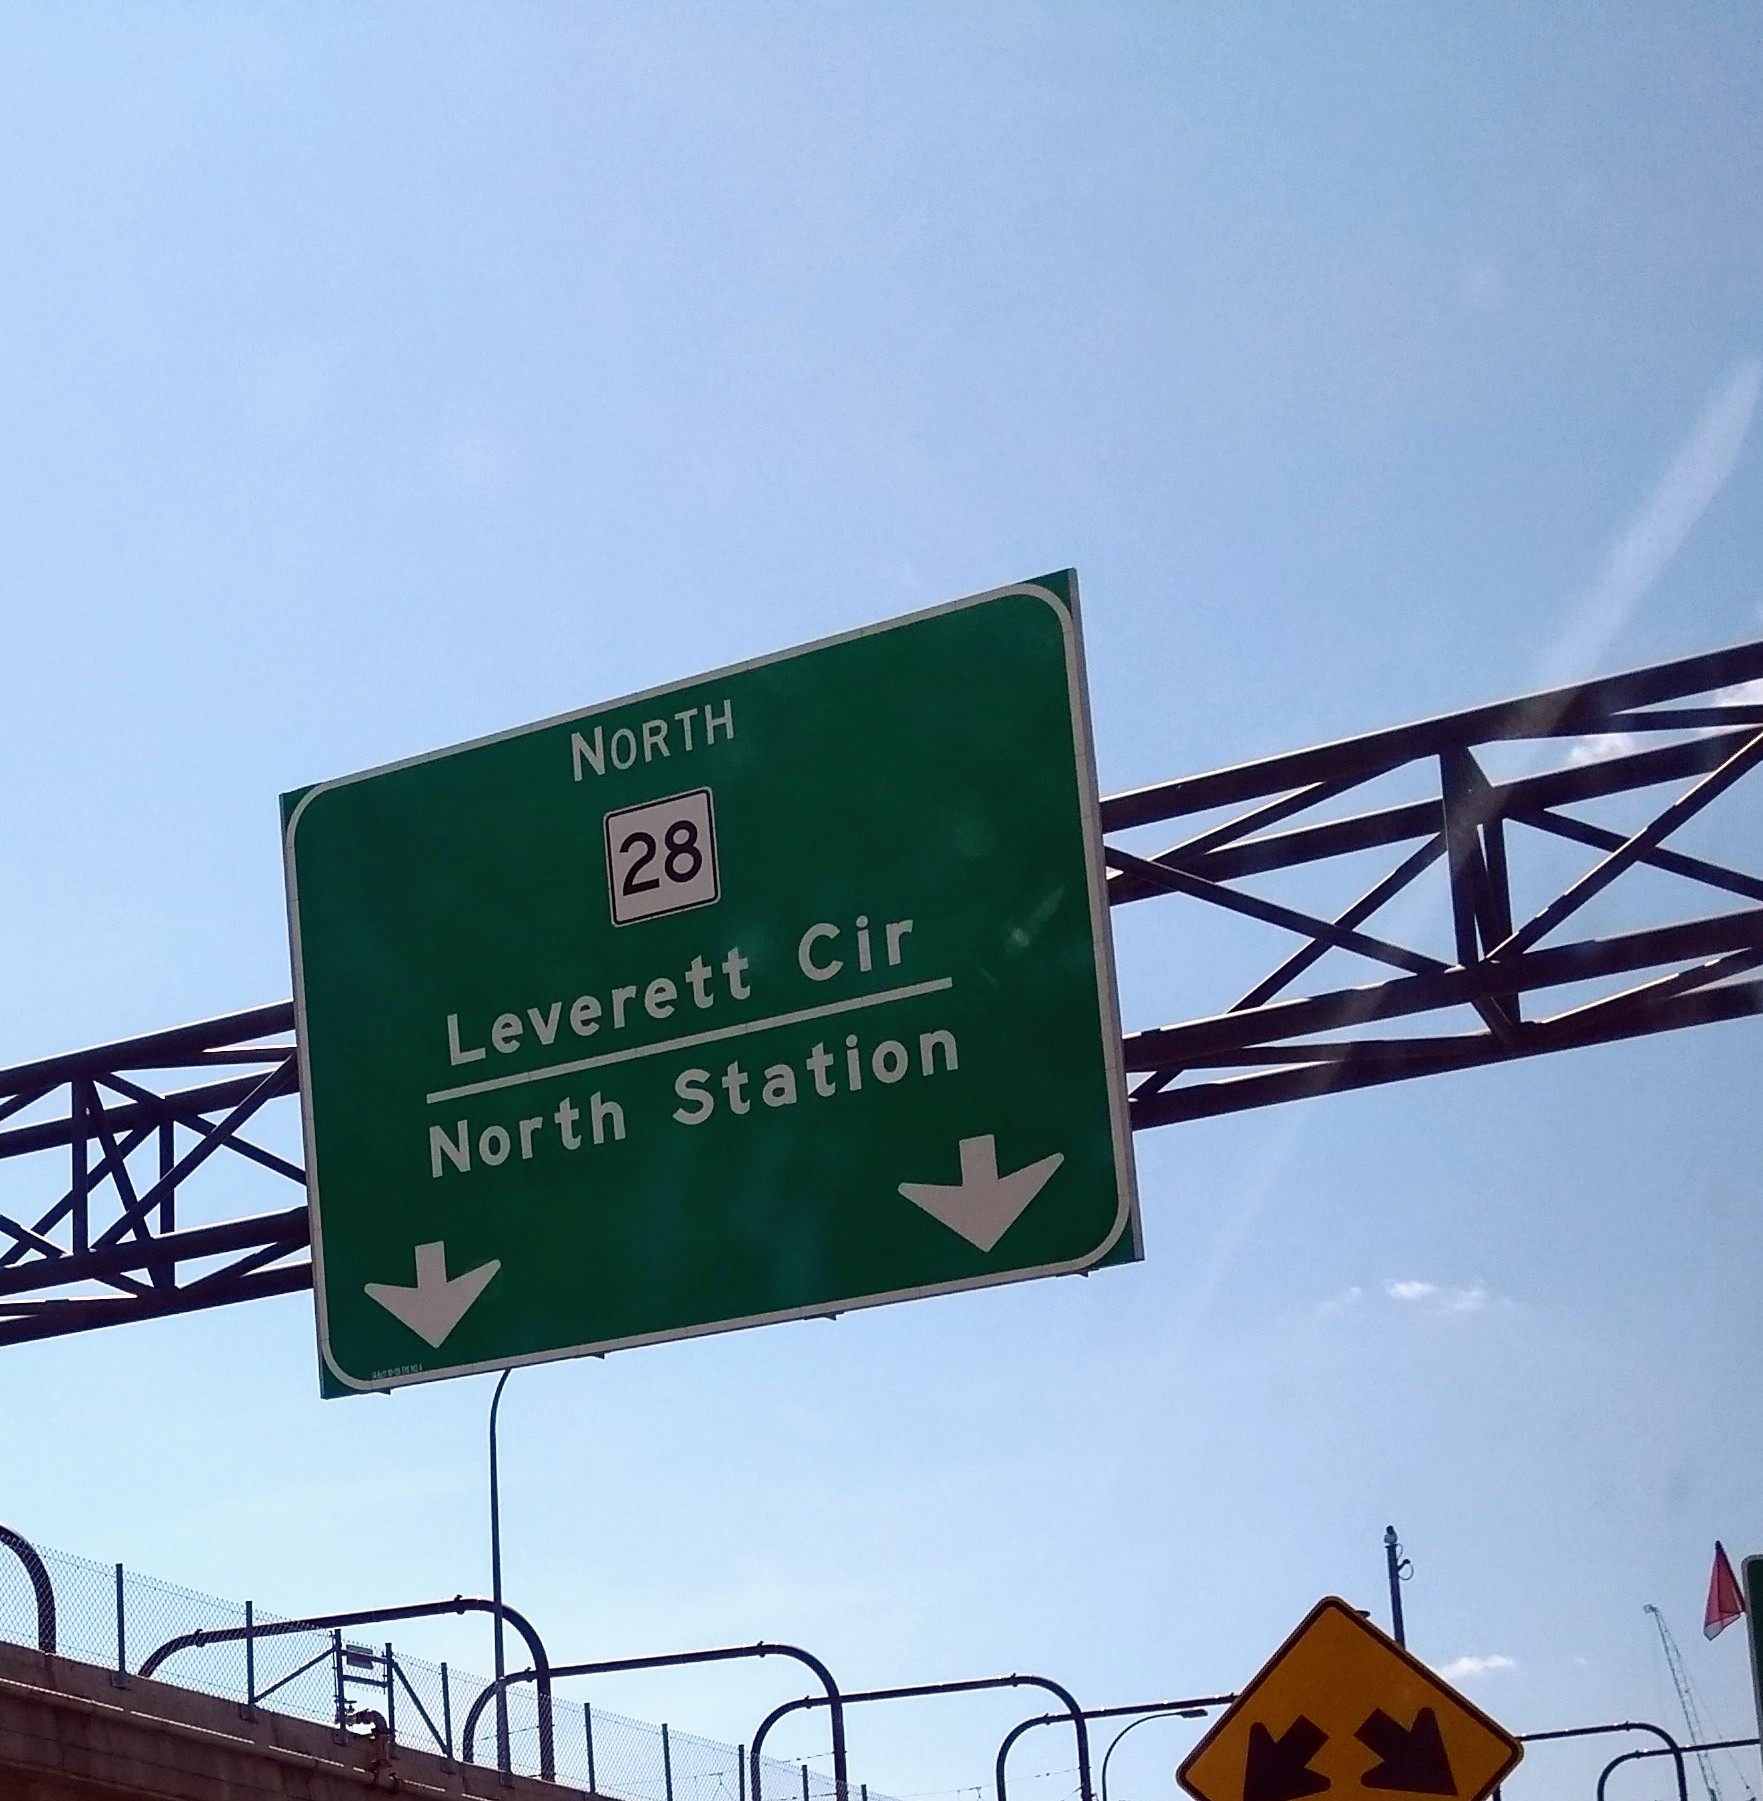 NORTH
28
Leverett Cir
North Station